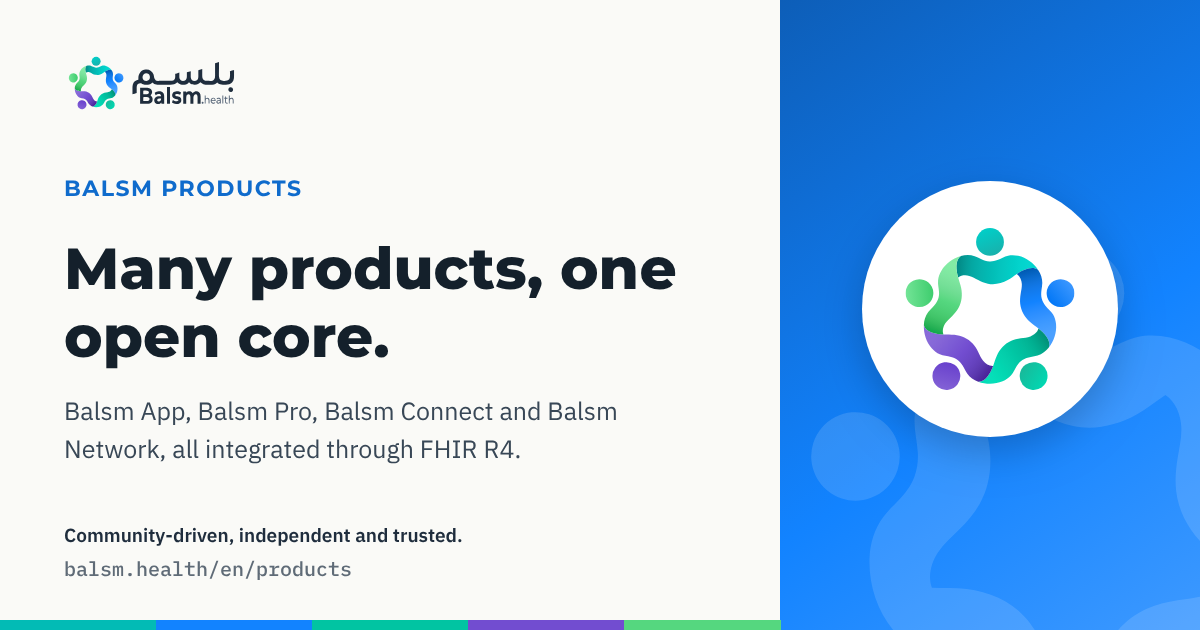 بلسم
Balsm.health
BALSM PRODUCTS
Many products, one
open core.
Balsm App, Balsm Pro, Balsm Connect and Balsm
Network, all integrated through FHIR R4.
Community-driven, independent and trusted.
balsm.health/en/products